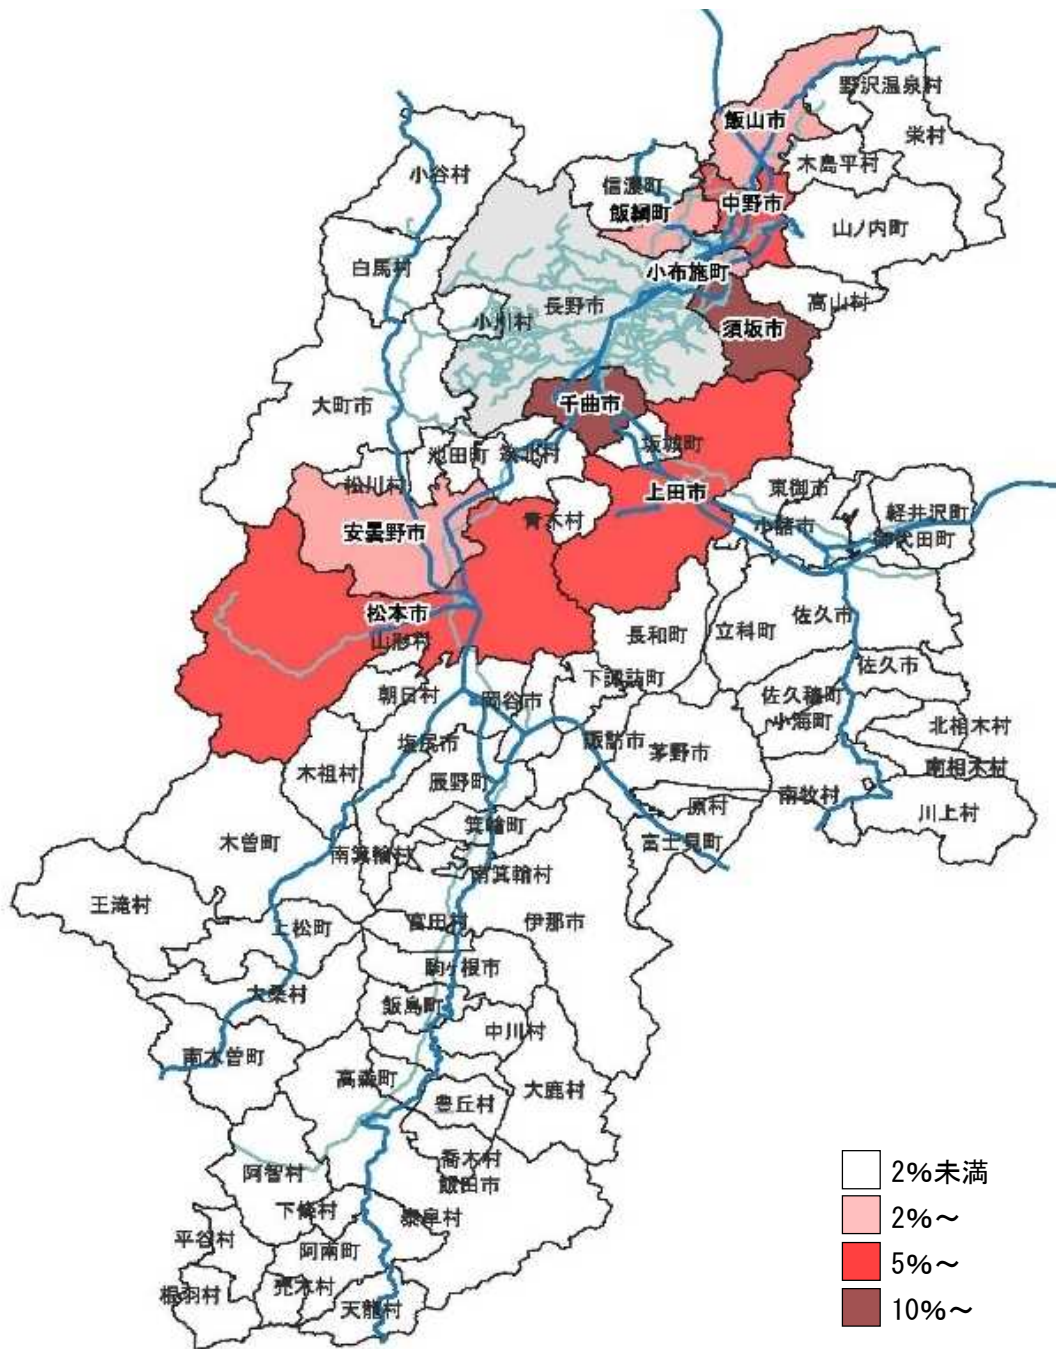 野沢温泉村
飯山市
栄村
木島平村
小谷村
信濃町
飯綱町
中野市
山ノ内町
白馬村
小布施町
高山村
長野市
小川村
須坂市
大町市
千曲市
坂城町
池田町
筑北村
松川村
上田市
東御市
軽井沢町
青木村
小諸市
安曇野市
御代田町
松本市
山形村
長和町
立科町
佐久市
佐久市
下諏訪町
朝日村
岡谷市
佐久穂町
小海町
北相木村
塩尻市
諏訪市
茅野市
南相木村
木祖村
辰野町
南牧村
原村
川上村
箕輪町
木曽町
富士見町
南箕輪村
南箕輪村
王滝村
上松町
宮田村
伊那市
駒ヶ根市
大桑村
飯島町
中川村
南木曽町
高森町
大鹿村
豊丘村
喬木村
阿智村
飯田市
下條村
泰阜村
平谷村
阿南町
売木村
根羽村
天龍村
2%未満
2%~
5%~
10%~